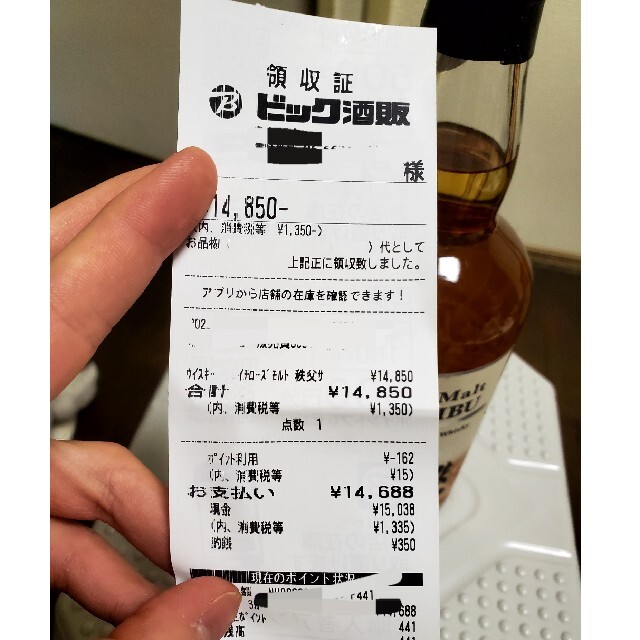 領収証
ビック酒販
様
14,850-
(内、消費税等 ¥1,350-)
お品物( )代として
上記正に領収致しました。
アプリから店舗の在庫を確認できます!
202
ウイスキー イチローズモルト 秩父サ ¥14,850
合計 ¥14,850
(内、消費税等 ¥1,350)
点数 1
ポイント利用 ¥-162
(内、消費税等 ¥15)
お支払い ¥14,688
現金 ¥15,038
(内、消費税等 ¥1,335)
釣銭 ¥350
現在のポイント状況
441
441
Malt
IBU
Whisky